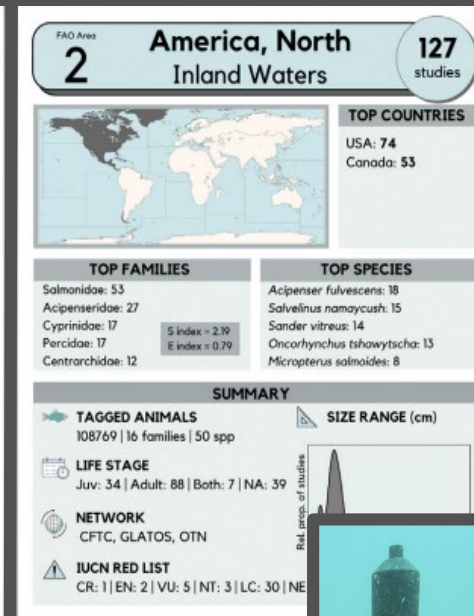 FAO Area
2
America, North
Inland Waters
127
studies
TOP COUNTRIES
USA: 74
Canada: 53
TOP FAMILIES
Salmonidae: 53
Acipenseridae: 27
Cyprinidae: 17
Percidae: 17
Centrarchidae: 12
S index = 2.19
E index = 0.79
TOP SPECIES
Acipenser fulvescens: 18
Salvelinus namaycush: 15
Sander vitreus: 14
Oncorhynchus tshawytscha: 13
Micropterus salmoides: 8
SUMMARY
TAGGED ANIMALS
108769 | 16 families | 50 spp
LIFE STAGE
Juv: 34 | Adult: 88 | Both: 7 | NA: 39
NETWORK
CFTC, GLATOS, OTN
IUCN RED LIST
CR: 1 | EN: 2 | VU: 5 | NT: 3 | LC: 30 | NE
SIZE RANGE (cm)
Rel. prop. of studies